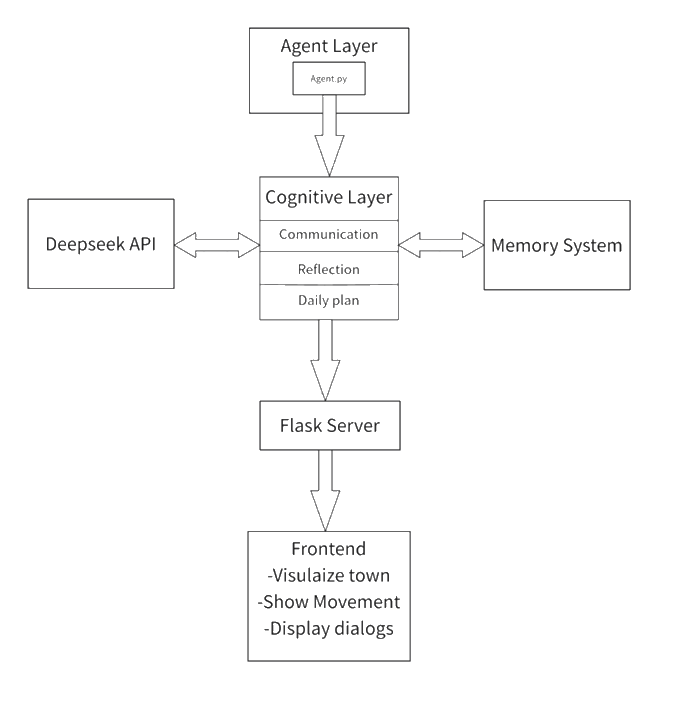 Agent Layer
Agent.py
Cognitive Layer
Communication
Reflection
Daily plan
Deepseek API
Memory System
Flask Server
Frontend
-Visulaize town
-Show Movement
-Display dialogs